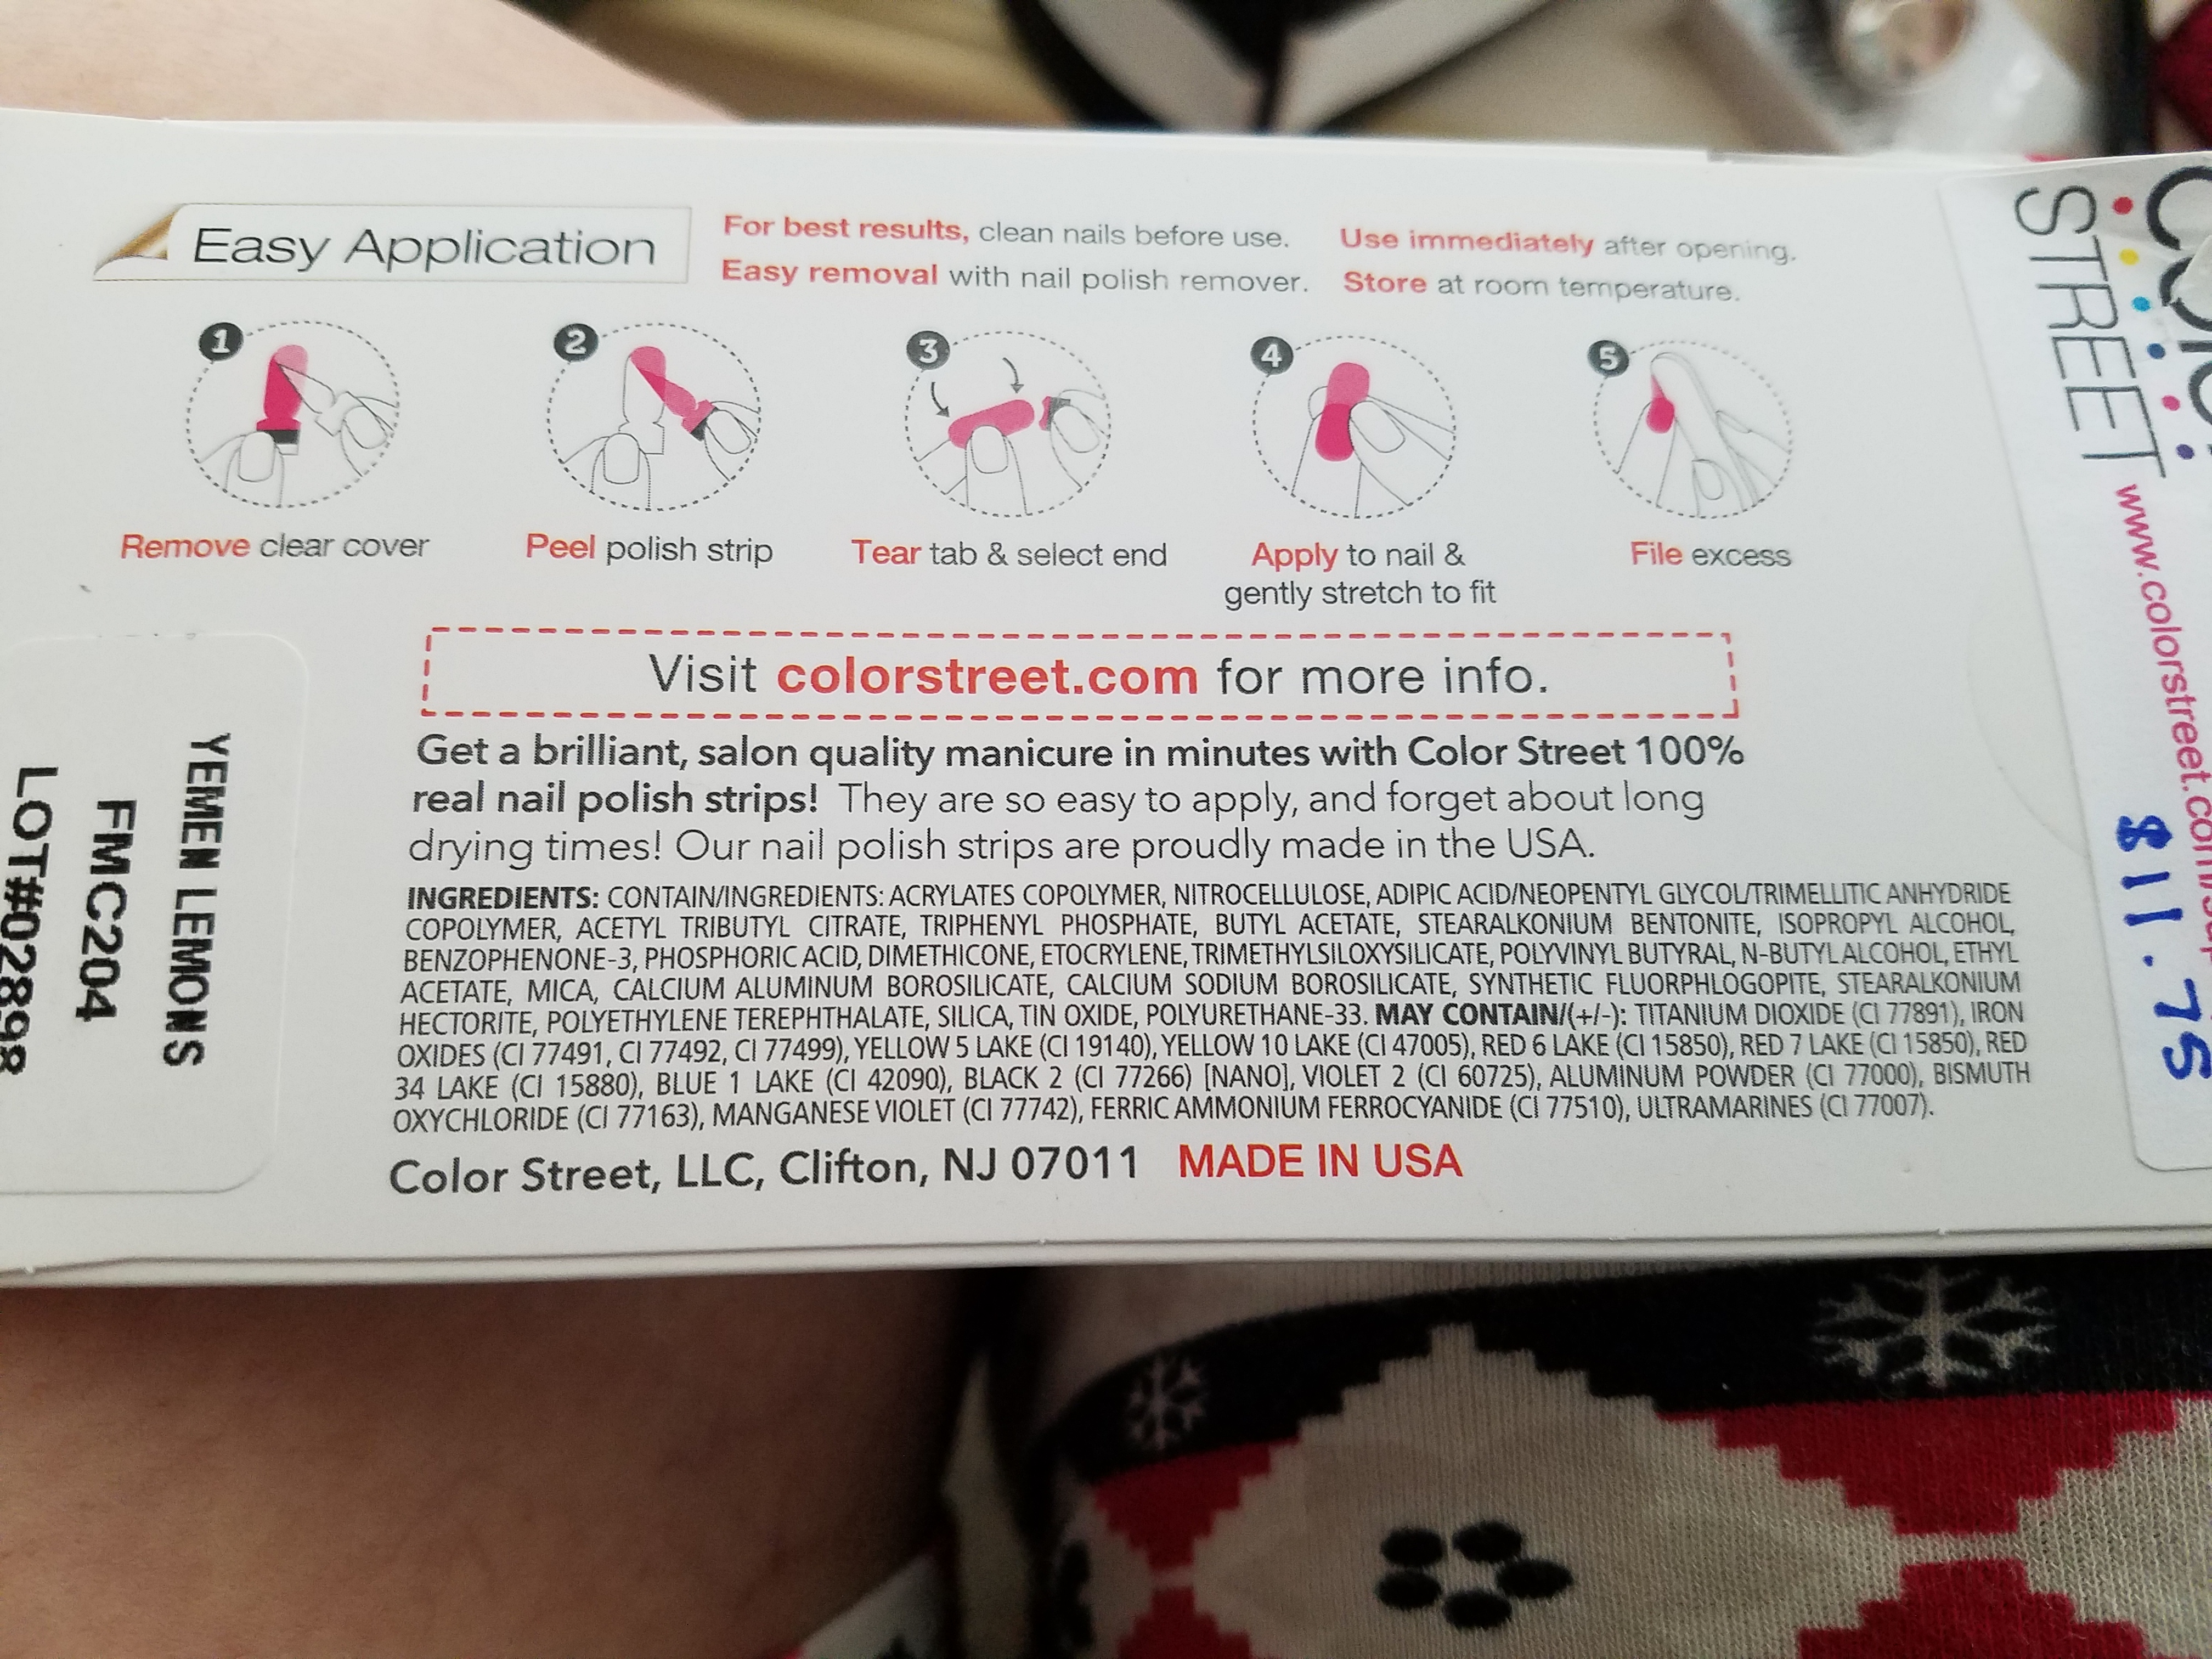 Easy Application
For best results, clean nails before use.
Easy removal with nail polish remover.
Use immediately after opening.
Store at room temperature.
1
Remove clear cover
2
Peel polish strip
3
Tear tab & select end
4
Apply to nail &
gently stretch to fit
5
File excess
Visit colorstreet.com for more info.
Get a brilliant, salon quality manicure in minutes with Color Street 100%
real nail polish strips! They are so easy to apply, and forget about long
drying times! Our nail polish strips are proudly made in the USA.
INGREDIENTS: CONTAIN/INGREDIENTS: ACRYLATES COPOLYMER, NITROCELLULOSE, ADIPIC ACID/NEOPENTYL GLYCOL/TRIMELLITIC ANHYDRIDE
COPOLYMER, ACETYL TRIBUTYL CITRATE, TRIPHENYL PHOSPHATE, BUTYL ACETATE, STEARALKONIUM BENTONITE, ISOPROPYL ALCOHOL,
BENZOPHENONE-3, PHOSPHORIC ACID, DIMETHICONE, ETOCRYLENE, TRIMETHYLSILOXYSILICATE, POLYVINYL BUTYRAL, N-BUTYL ALCOHOL, ETHYL
ACETATE, MICA, CALCIUM ALUMINUM BOROSILICATE, CALCIUM SODIUM BOROSILICATE, SYNTHETIC FLUORPHLOGOPITE, STEARALKONIUM
HECTORITE, POLYETHYLENE TEREPHTHALATE, SILICA, TIN OXIDE, POLYURETHANE-33. MAY CONTAIN/(+/-): TITANIUM DIOXIDE (CI 77891), IRON
OXIDES (CI 77491, CI 77492, CI 77499), YELLOW 5 LAKE (CI 19140), YELLOW 10 LAKE (CI 47005), RED 6 LAKE (CI 15850), RED 7 LAKE (CI 15850), RED
34 LAKE (CI 15880), BLUE 1 LAKE (CI 42090), BLACK 2 (CI 77266) [NANO], VIOLET 2 (CI 60725), ALUMINUM POWDER (CI 77000), BISMUTH
OXYCHLORIDE (CI 77163), MANGANESE VIOLET (CI 77742), FERRIC AMMONIUM FERROCYANIDE (CI 77510), ULTRAMARINES (CI 77007).
Color Street, LLC, Clifton, NJ 07011 MADE IN USA
YEMEN LEMONS
FMC204
LOT#02898
STREET
www.colorstreet.com/
$11.75